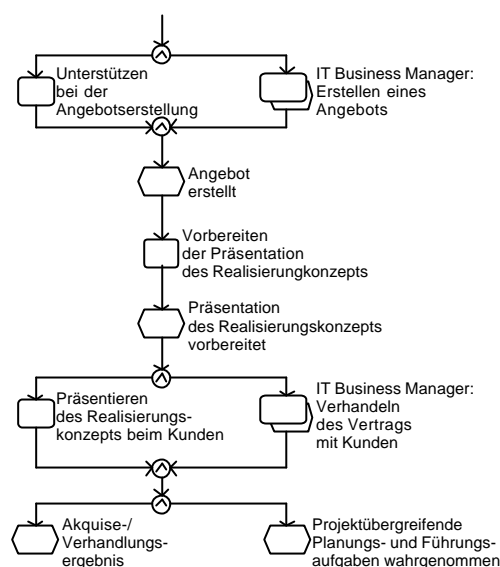 Unterstützen
bei der
Angebotserstellung
IT Business Manager:
Erstellen eines
Angebots
Angebot
erstellt
Vorbereiten
der Präsentation
des Realisierungkonzepts
Präsentation
des Realisierungskonzepts
vorbereitet
Präsentieren
des Realisierungs-
konzepts beim Kunden
IT Business Manager:
Verhandeln
des Vertrags
mit Kunden
Akquise-/
Verhandlungs-
ergebnis
Projektübergreifende
Planungs- und Führungs-
aufgaben wahrgenommen